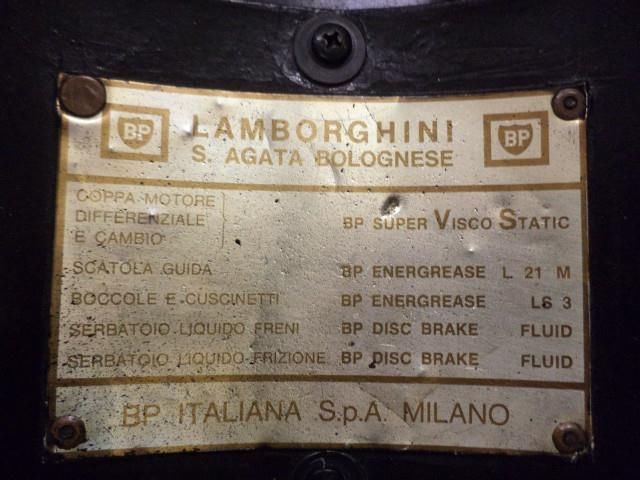 BP LAMBORGHINI BP
S. AGATA BOLOGNESE
COPPA MOTORE
DIFFERENZIALE
E CAMBIO
BP SUPER VISCO STATIC
SCATOLA GUIDA BP ENERGREASE L 21 M
BOCCOLE E CUSCINETTI BP ENERGREASE LS 3
SERBATOIO LIQUIDO FRENI BP DISC BRAKE FLUID
SERBATOIO LIQUIDO FRIZIONE BP DISC BRAKE FLUID
BP ITALIANA S.p.A. MILANO